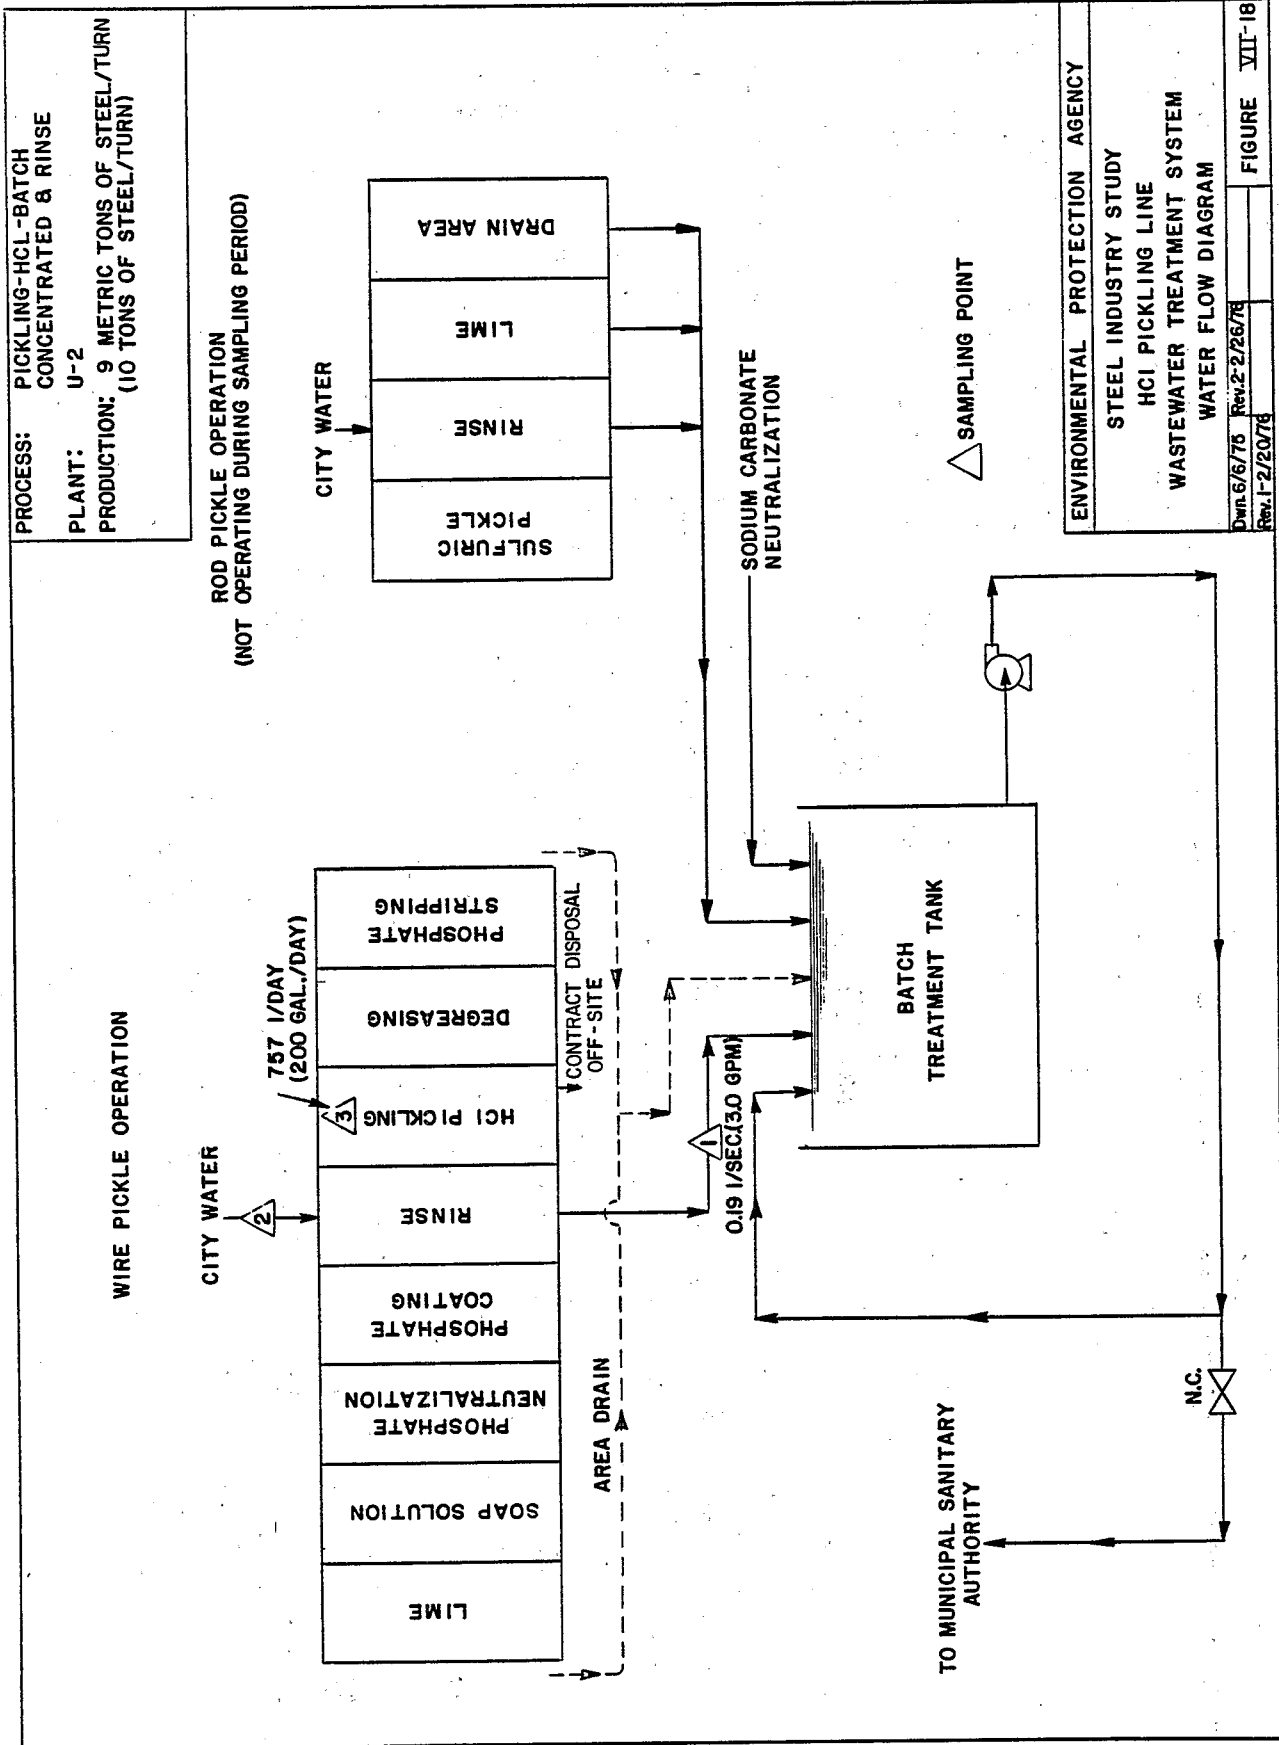 PROCESS: PICKLING-HCL-BATCH
CONCENTRATED & RINSE
PLANT: U-2
PRODUCTION: 9 METRIC TONS OF STEEL/TURN
(10 TONS OF STEEL/TURN)
WIRE PICKLE OPERATION
ROD PICKLE OPERATION
(NOT OPERATING DURING SAMPLING PERIOD)
CITY WATER
2
757 l/DAY
(200 GAL./DAY)
3
LIME
SOAP SOLUTION
PHOSPHATE
NEUTRALIZATION
PHOSPHATE
COATING
RINSE
HCl PICKLING
DEGREASING
PHOSPHATE
STRIPPING
CITY WATER
SULFURIC
PICKLE
RINSE
LIME
DRAIN AREA
CONTRACT DISPOSAL
OFF-SITE
AREA DRAIN
1
0.19 l/SEC.(3.0 GPM)
SODIUM CARBONATE
NEUTRALIZATION
BATCH
TREATMENT TANK
SAMPLING POINT
TO MUNICIPAL SANITARY
AUTHORITY
N.C.
ENVIRONMENTAL PROTECTION AGENCY
STEEL INDUSTRY STUDY
HCl PICKLING LINE
WASTEWATER TREATMENT SYSTEM
WATER FLOW DIAGRAM
Dwn.6/6/75 Rev.2-2/26/76
Rev.1-2/20/76
FIGURE VII-18